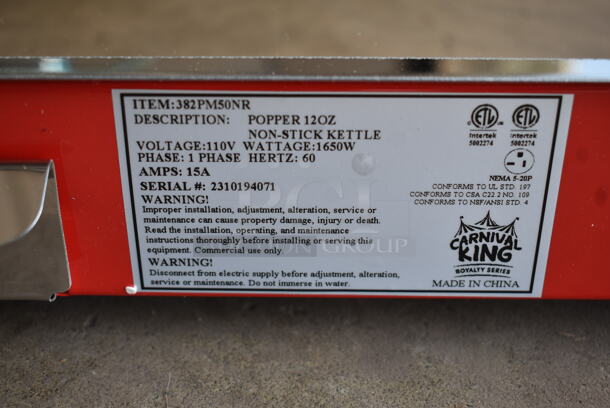 ITEM:382PM50NR
DESCRIPTION: POPPER 12OZ
NON-STICK KETTLE
VOLTAGE:110V WATTAGE:1650W
PHASE: 1 PHASE HERTZ: 60
AMPS: 15A
SERIAL #: 2310194071
WARNING!
Improper installation, adjustment, alteration, service or
maintenance can cause property damage, injury or death.
Read the installation, operating, and maintenance
instructions thoroughly before installing or servicing this
equipment. Commercial use only.
WARNING!
Disconnect from electric supply before adjustment, alteration,
service or maintenance. Do not immerse in water.
ETL ETL
Intertek Intertek
5002274 5002274
NEMA 5-20P
CONFORMS TO UL STD. 197
CONFORMS TO CSA C22.2 NO. 109
CONFORMS TO NSF/ANSI STD. 4
CARNIVAL
KING
ROYALTY SERIES
MADE IN CHINA
GROUP